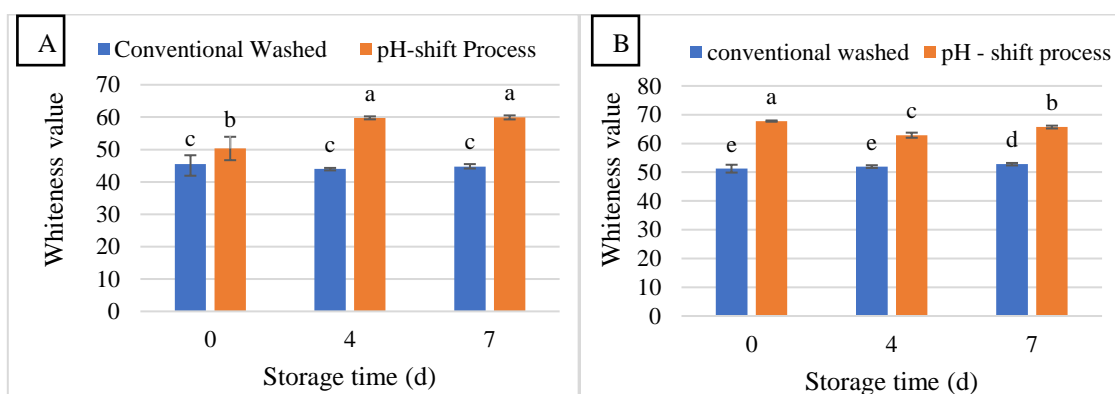 A
Conventional Washed pH-shift Process
Whiteness value
70
60
50
40
30
20
10
0
c b c a c a
0 4 7
Storage time (d)
B
conventional washed pH - shift process
Whiteness value
80
70
60
50
40
30
20
10
0
e a e c d b
0 4 7
Storage time (d)